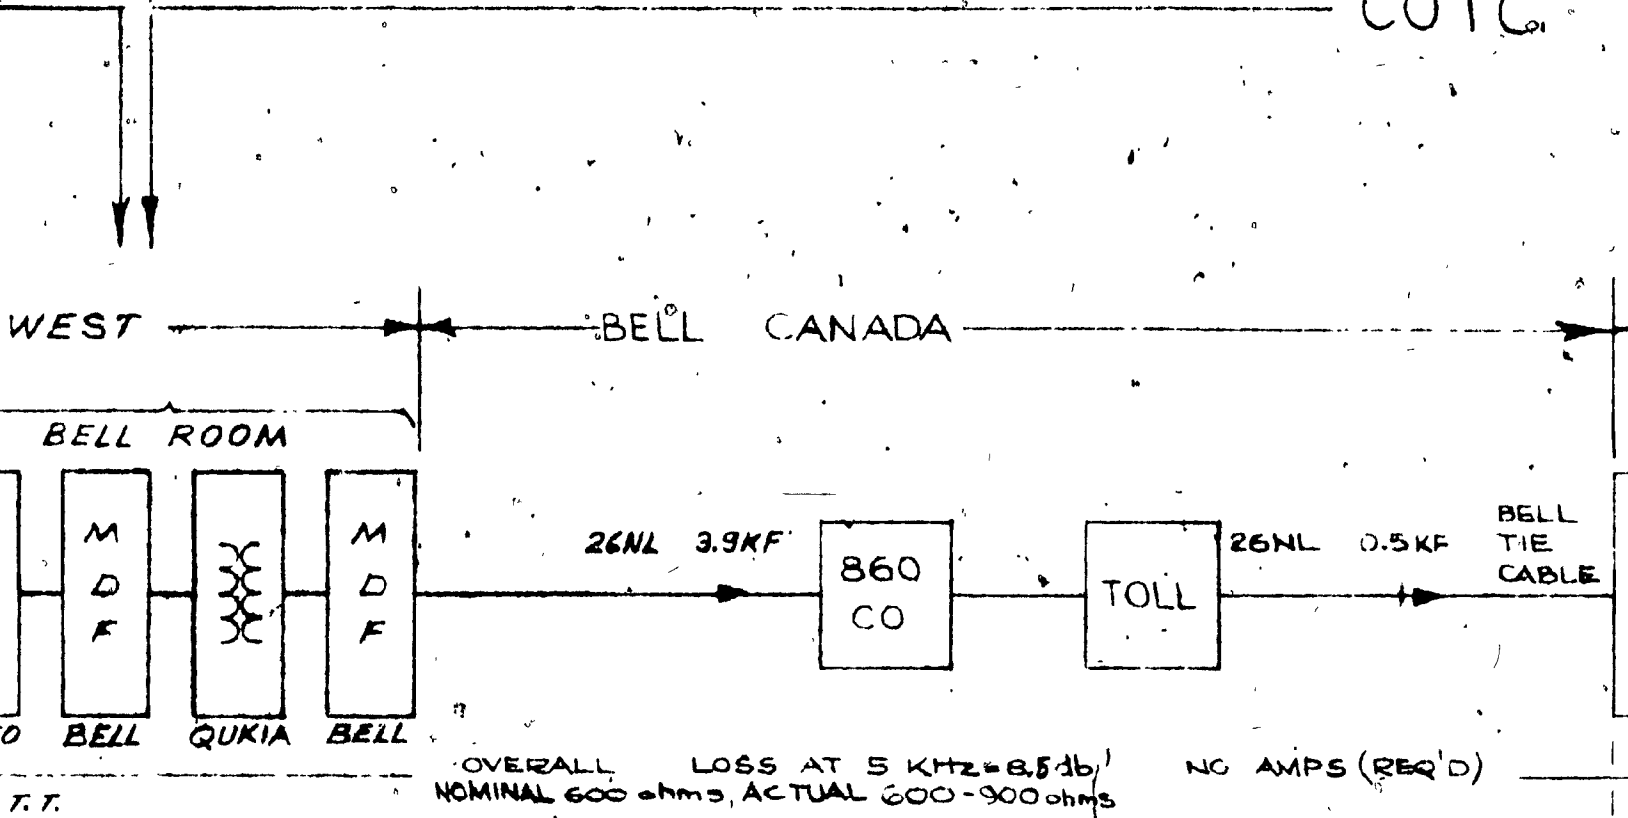 WEST
BELL CANADA
BELL ROOM
M
D
F
M
D
F
26NL 3.9KF
860
CO
TOLL
26NL 0.5KF
BELL
TIE
CABLE
BELL
QUKIA
BELL
OVERALL LOSS AT 5 KHz=8.5db,
NO AMPS (REQ'D)
NOMINAL 600 ohms, ACTUAL 600-900 ohms
T.T.